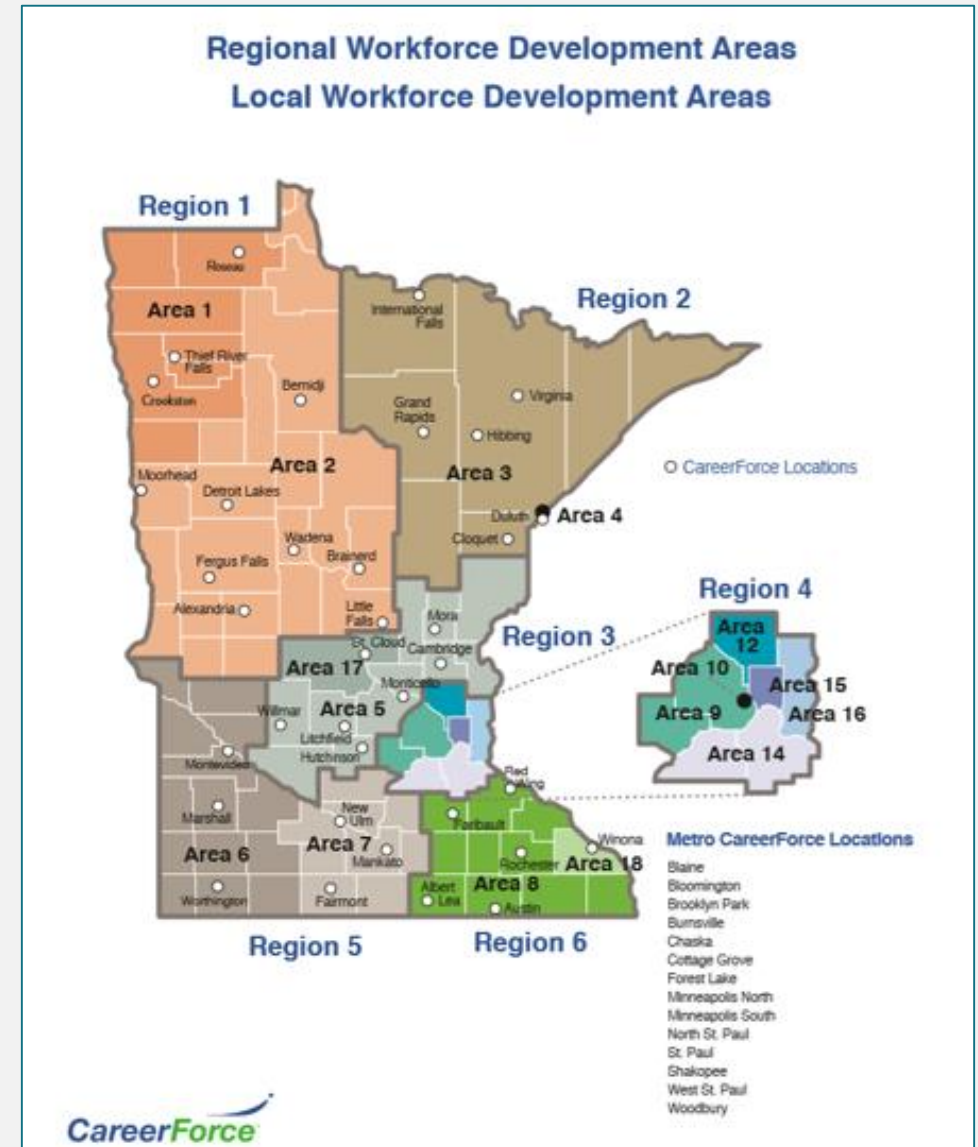 Regional Workforce Development Areas
Local Workforce Development Areas
Region 1
Roseau
Area 1
Thief River
Falls
Crookston
Bemidji
International
Falls
Region 2
Virginia
Grand
Rapids
Hibbing
Area 2
Area 3
CareerForce Locations
Moorhead
Detroit Lakes
Duluth
Area 4
Cloquet
Wadena
Brainerd
Fergus Falls
Alexandria
Little
Falls
Mora
Region 3
St. Cloud
Cambridge
Area 17
Monticello
Willmar
Area 5
Litchfield
Hutchinson
Montevideo
Region 4
Area
12
Area 10
Area 15
Area 9
Area 16
Area 14
Red
Wing
Marshall
New
Ulm
Faribault
Area 6
Area 7
Mankato
Rochester
Winona
Area 18
Worthington
Fairmont
Albert
Lea
Area 8
Austin
Region 5
Region 6
Metro CareerForce Locations
Blaine
Bloomington
Brooklyn Park
Burnsville
Chaska
Cottage Grove
Forest Lake
Minneapolis North
Minneapolis South
North St. Paul
St. Paul
Shakopee
West St. Paul
Woodbury
CareerForce